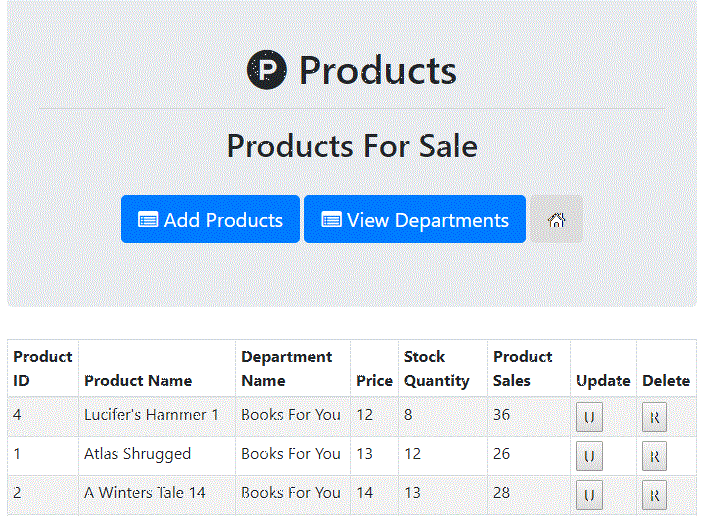 P Products
Products For Sale
Add Products View Departments
Product ID Product Name Department Name Price Stock Quantity Product Sales Update Delete
4 Lucifer's Hammer 1 Books For You 12 8 36 U R
1 Atlas Shrugged Books For You 13 12 26 U R
2 A Winters Tale 14 Books For You 14 13 28 U R